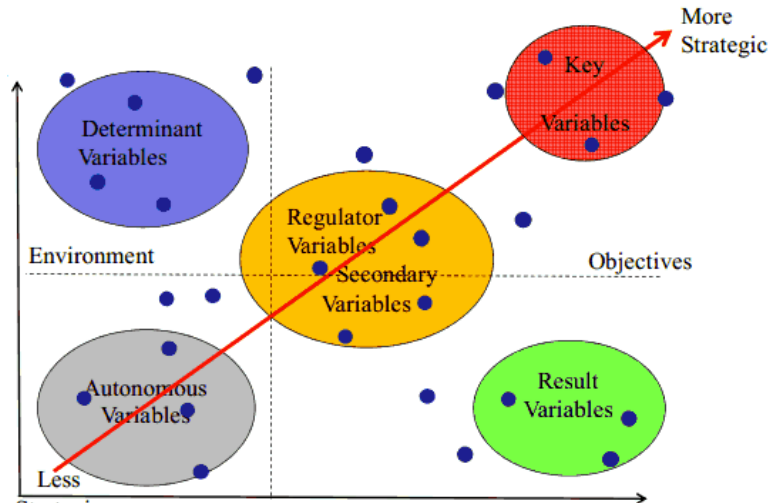 More
Strategic
Key
Variables
Determinant
Variables
Regulator
Variables
Environment
Objectives
Secondary
Variables
Autonomous
Variables
Result
Variables
Less